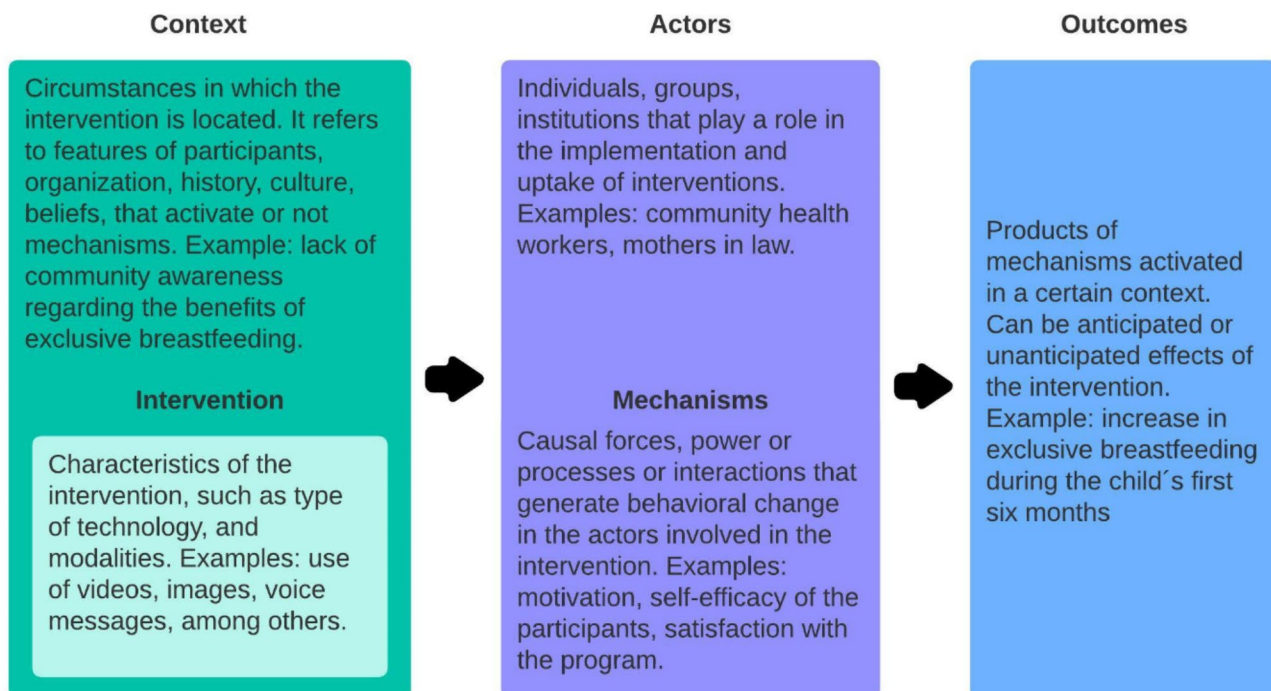 Context
Circumstances in which the
intervention is located. It refers
to features of participants,
organization, history, culture,
beliefs, that activate or not
mechanisms. Example: lack of
community awareness
regarding the benefits of
exclusive breastfeeding.
Intervention
Characteristics of the
intervention, such as type
of technology, and
modalities. Examples: use
of videos, images, voice
messages, among others.
Actors
Individuals, groups,
institutions that play a role in
the implementation and
uptake of interventions.
Examples: community health
workers, mothers in law.
Mechanisms
Causal forces, power or
processes or interactions that
generate behavioral change
in the actors involved in the
intervention. Examples:
motivation, self-efficacy of the
participants, satisfaction with
the program.
Outcomes
Products of
mechanisms activated
in a certain context.
Can be anticipated or
unanticipated effects of
the intervention.
Example: increase in
exclusive breastfeeding
during the child´s first
six months